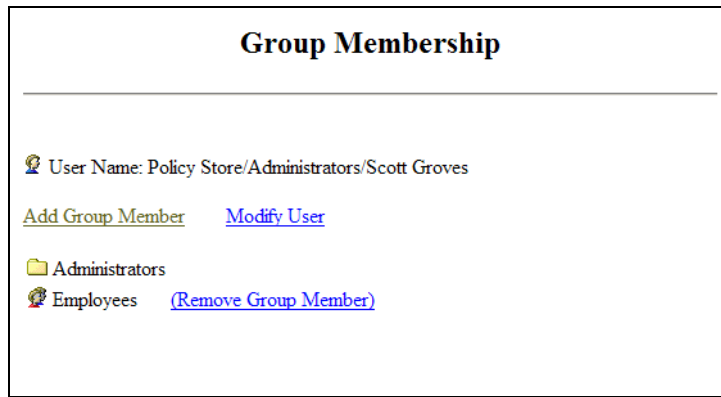 Group Membership
User Name: Policy Store/Administrators/Scott Groves
Add Group Member Modify User
Administrators
Employees (Remove Group Member)